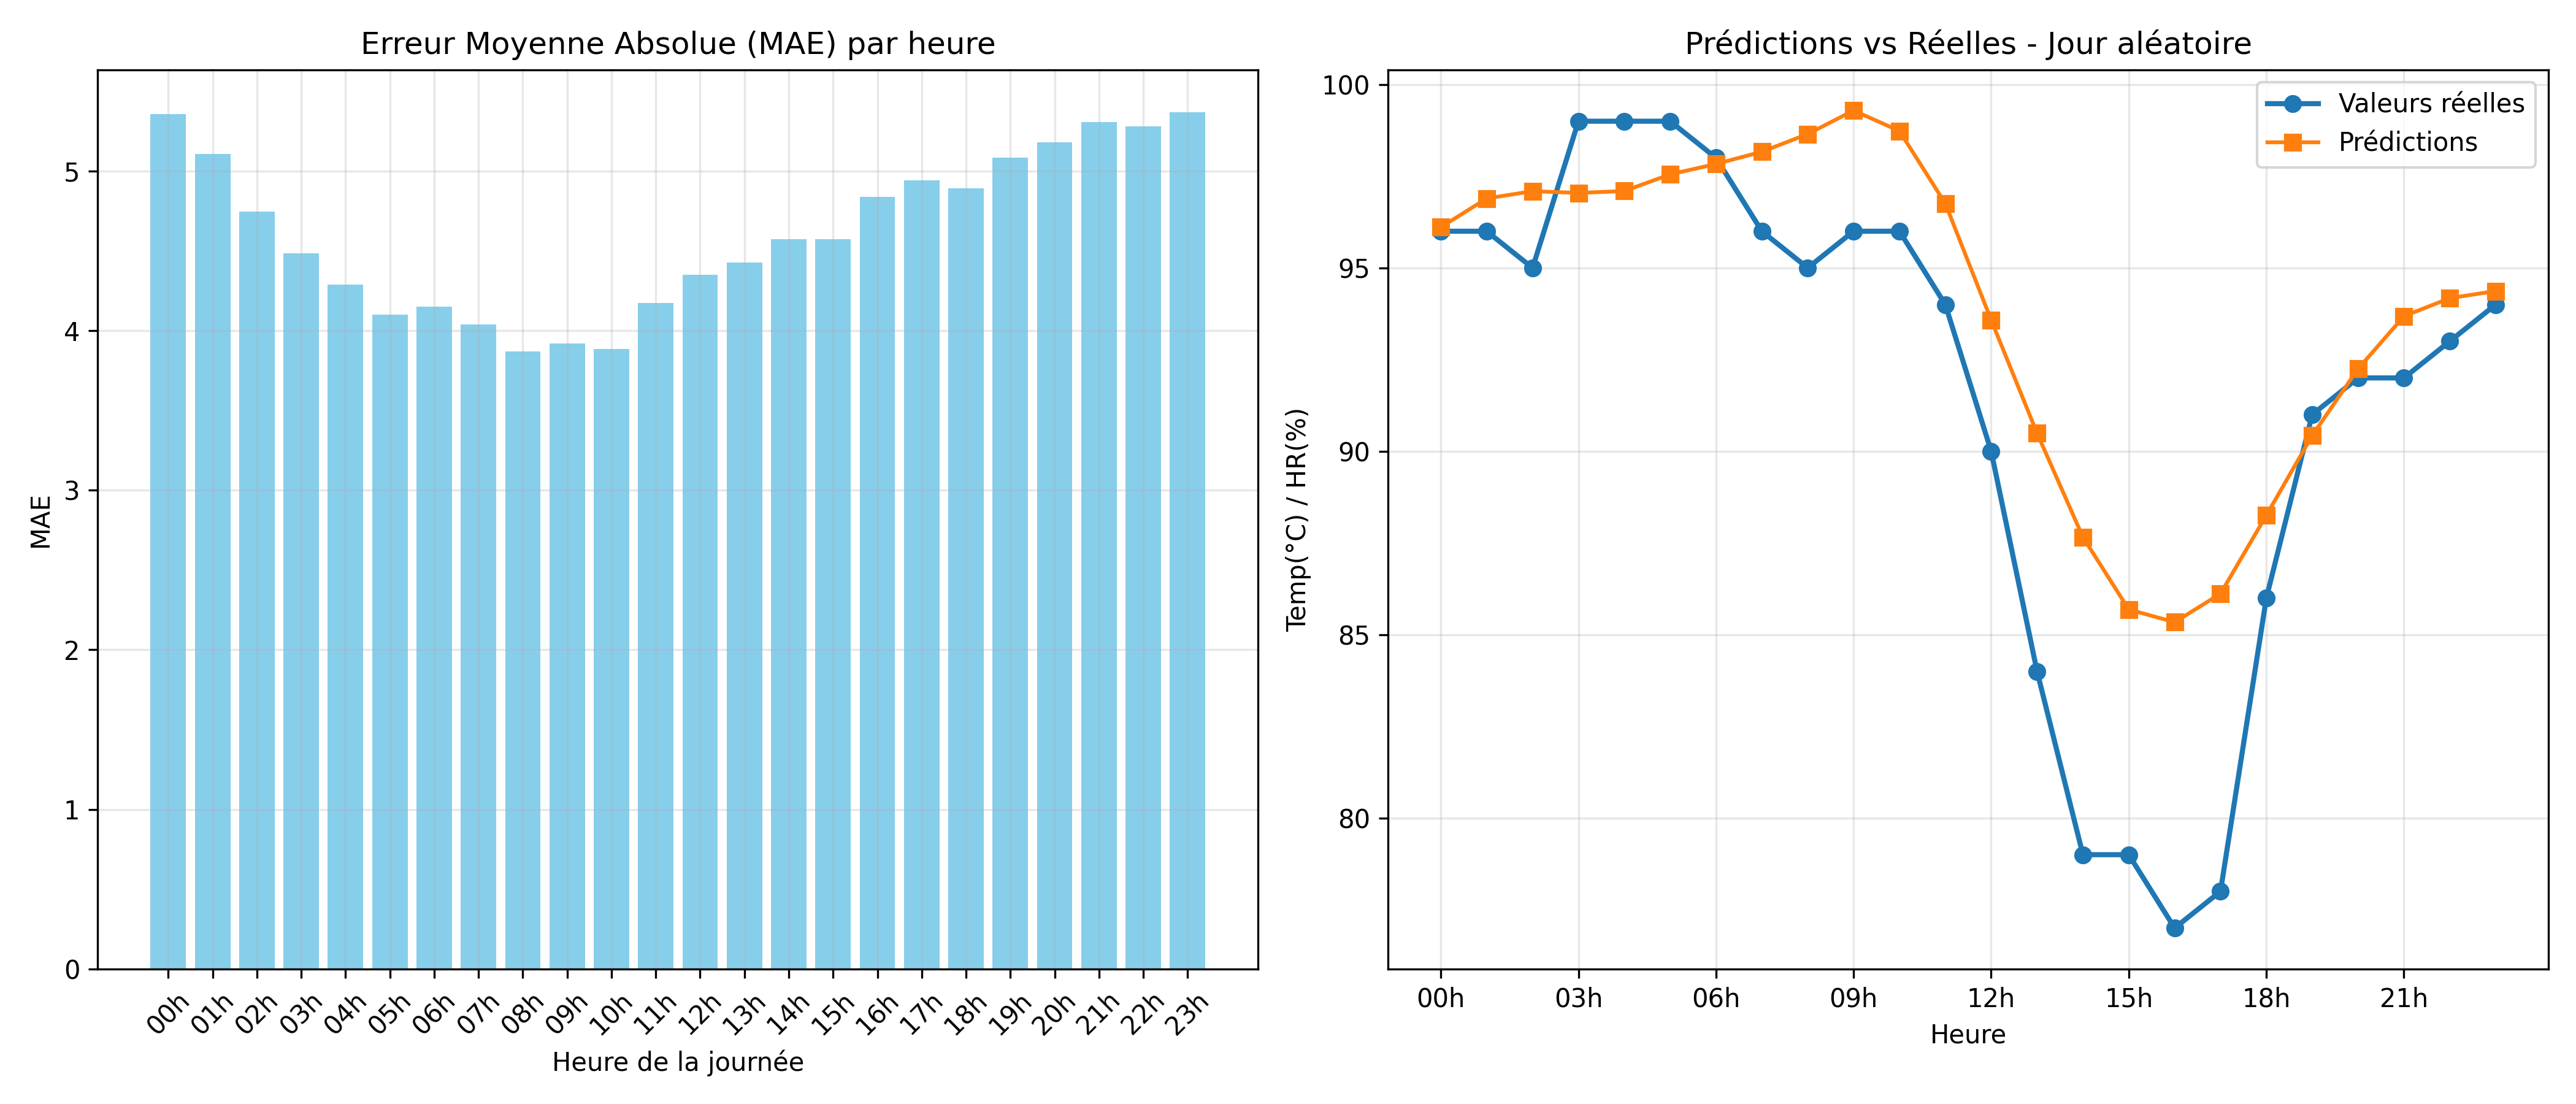 Erreur Moyenne Absolue (MAE) par heure
MAE
5
4
3
2
1
0
00h 01h 02h 03h 04h 05h 06h 07h 08h 09h 10h 11h 12h 13h 14h 15h 16h 17h 18h 19h 20h 21h 22h 23h
Heure de la journée
Prédictions vs Réelles - Jour aléatoire
Valeurs réelles
Prédictions
Temp(°C) / HR(%)
100
95
90
85
80
00h 03h 06h 09h 12h 15h 18h 21h
Heure